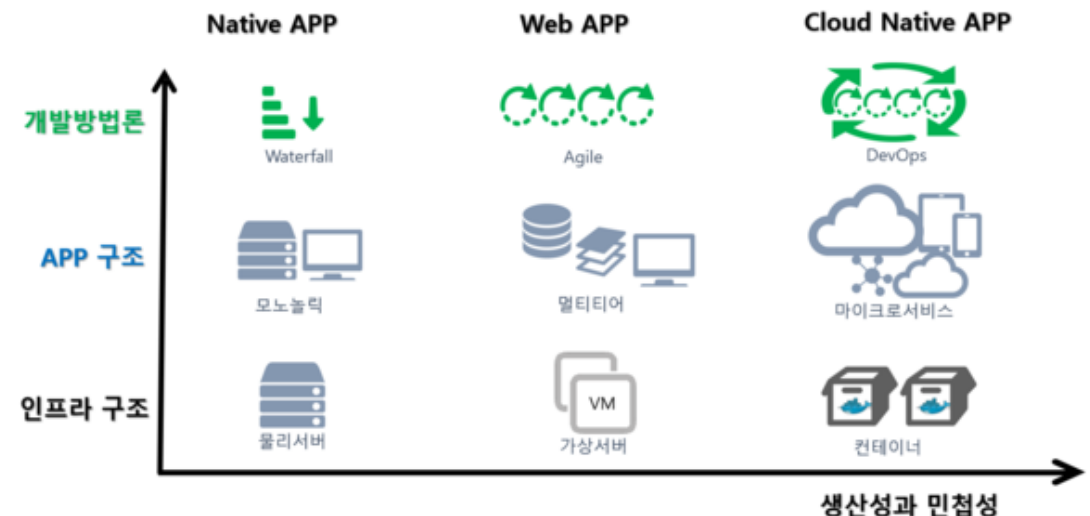 Native APP
Web APP
Cloud Native APP
개발방법론
Waterfall
Agile
DevOps
APP 구조
모노놀릭
멀티티어
마이크로서비스
인프라 구조
물리서버
VM
가상서버
컨테이너
생산성과 민첩성